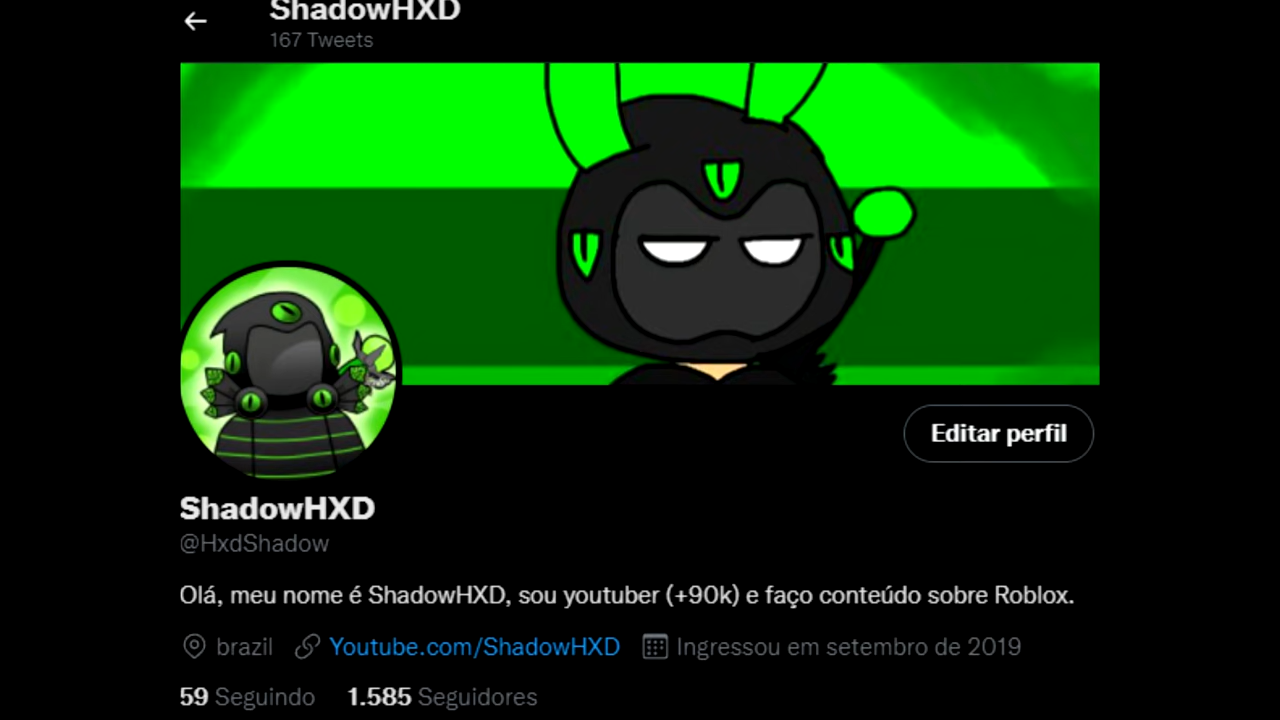 ShadowHXD
167 Tweets
Editar perfil
ShadowHXD
@HxdShadow
Olá, meu nome é ShadowHXD, sou youtuber (+90k) e faço conteúdo sobre Roblox.
brazil Youtube.com/ShadowHXD Ingressou em setembro de 2019
59 Seguindo 1.585 Seguidores